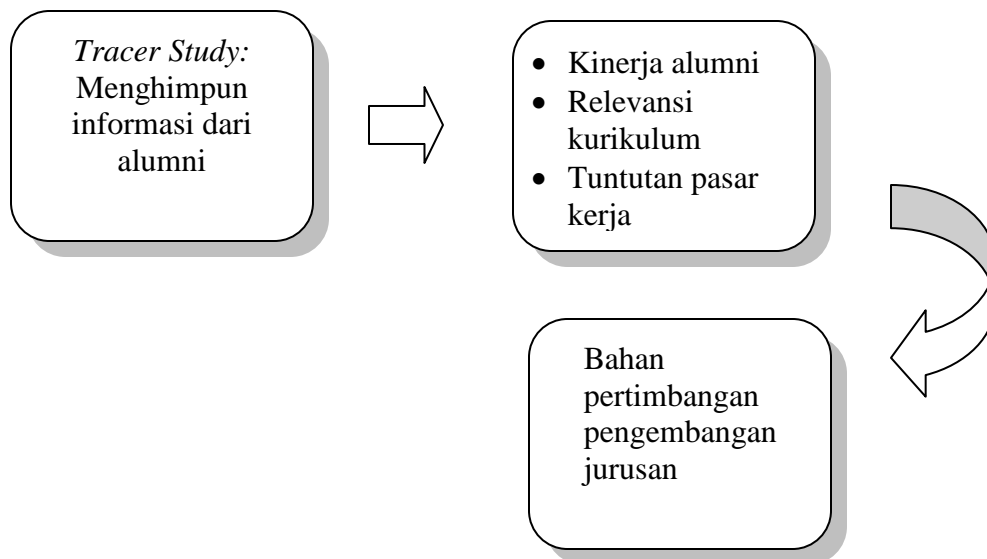 Tracer Study:
Menghimpun
informasi dari
alumni
• Kinerja alumni
• Relevansi
kurikulum
• Tuntutan pasar
kerja
Bahan
pertimbangan
pengembangan
jurusan